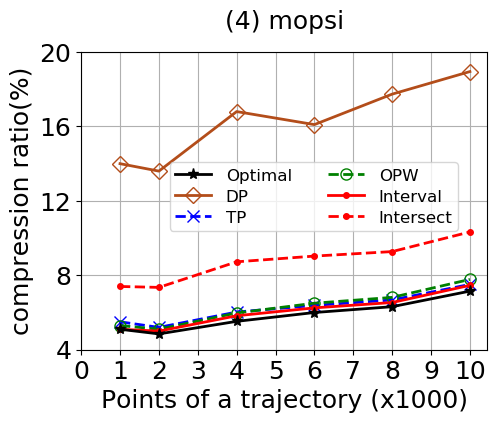 (4) mopsi
compression ratio(%)
20
16
12
8
4
Optimal
DP
TP
OPW
Interval
Intersect
0 1 2 3 4 5 6 7 8 9 10
Points of a trajectory (x1000)